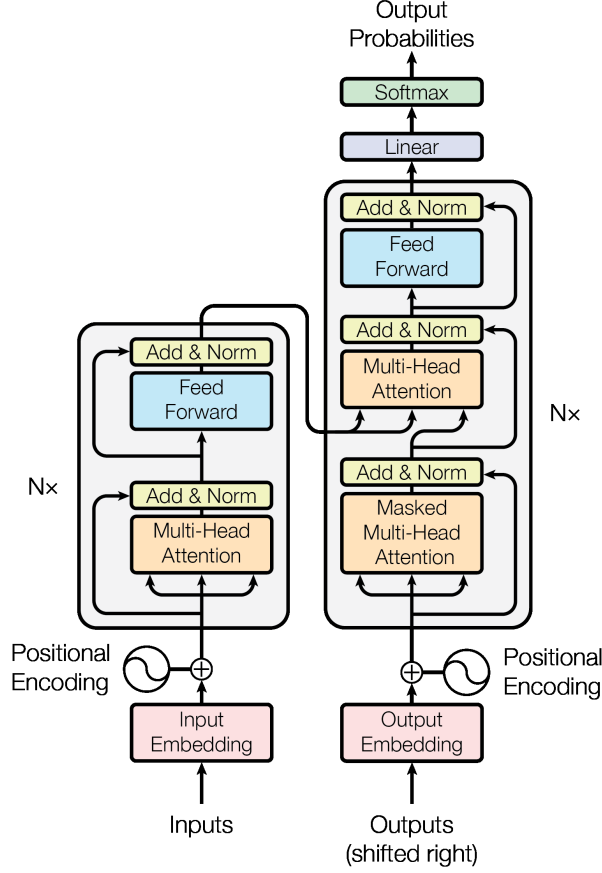 Output
Probabilities
Softmax
Linear
Add & Norm
Feed
Forward
Add & Norm
Multi-Head
Attention
Add & Norm
Masked
Multi-Head
Attention
N×
Add & Norm
Feed
Forward
Add & Norm
Multi-Head
Attention
N×
Positional
Encoding
Positional
Encoding
Input
Embedding
Output
Embedding
Inputs
Outputs
(shifted right)